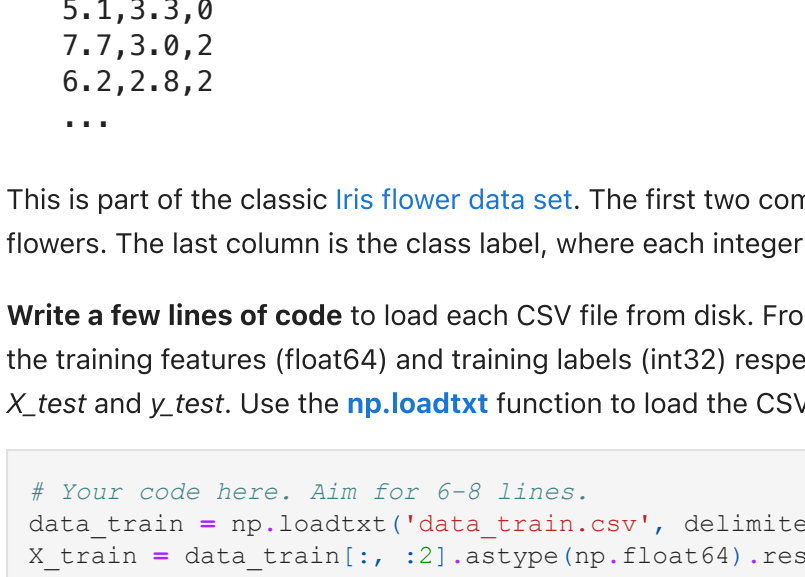 5.1,3.3,0
7.7,3.0,2
6.2,2.8,2
...
This is part of the classic Iris flower data set. The first two
flowers. The last column is the class label, where each integer
Write a few lines of code to load each CSV file from disk.
the training features (float64) and training labels (int32)
X_test and y_test. Use the np.loadtxt function to load the CSV
# Your code here. Aim for 6-8 lines.
data_train = np.loadtxt('data_train.csv', delimite
X_train = data_train[:, :2].astype(np.float64).res